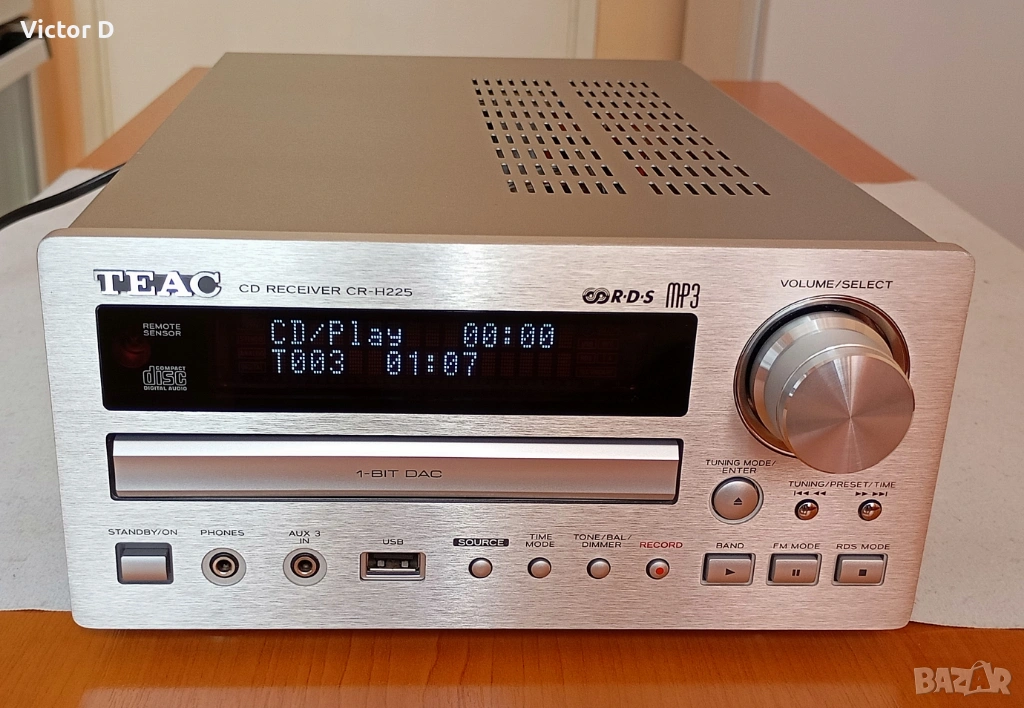 Victor D
TEAC CD RECEIVER CR-H225
R·D·S MP3
VOLUME/SELECT
REMOTE
SENSOR
CD/Play 00:00
T003 01:07
COMPACT
disc
DIGITAL AUDIO
1-BIT DAC
TUNING MODE/
ENTER
TUNING/PRESET/TIME
STANDBY/ON
PHONES
AUX 3
IN
USB
SOURCE
TIME
MODE
TONE/BAL/
DIMMER
RECORD
BAND
FM MODE
RDS MODE
BAZAR